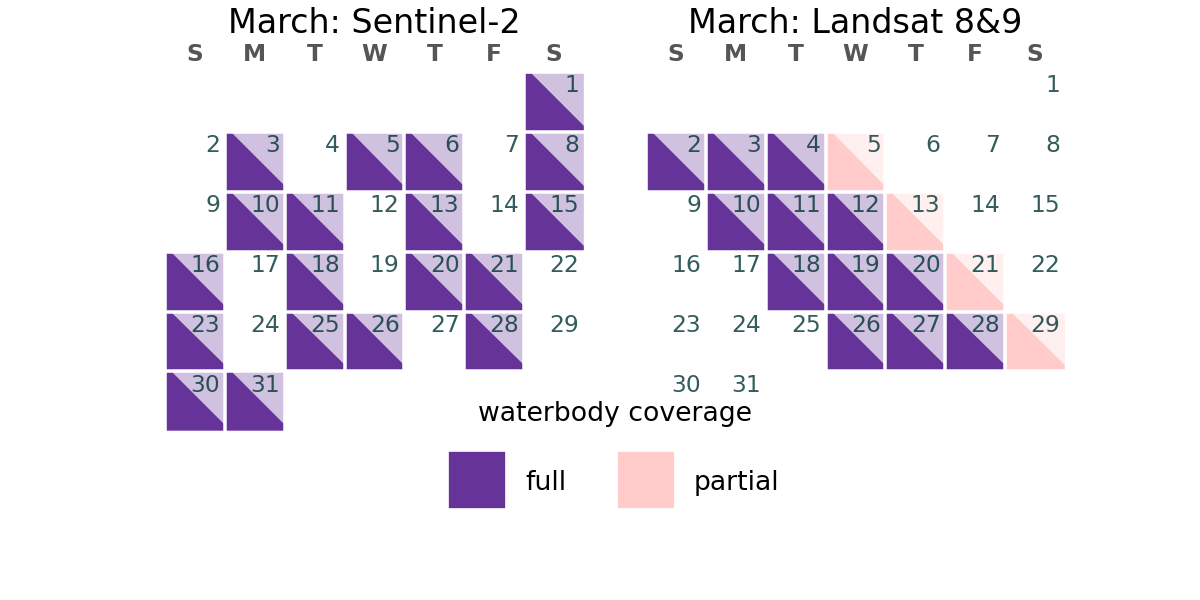 March: Sentinel-2
S M T W T F S
1
2 3 4 5 6 7 8
9 10 11 12 13 14 15
16 17 18 19 20 21 22
23 24 25 26 27 28 29
30 31
March: Landsat 8&9
S M T W T F S
1
2 3 4 5 6 7 8
9 10 11 12 13 14 15
16 17 18 19 20 21 22
23 24 25 26 27 28 29
30 31
waterbody coverage
full partial